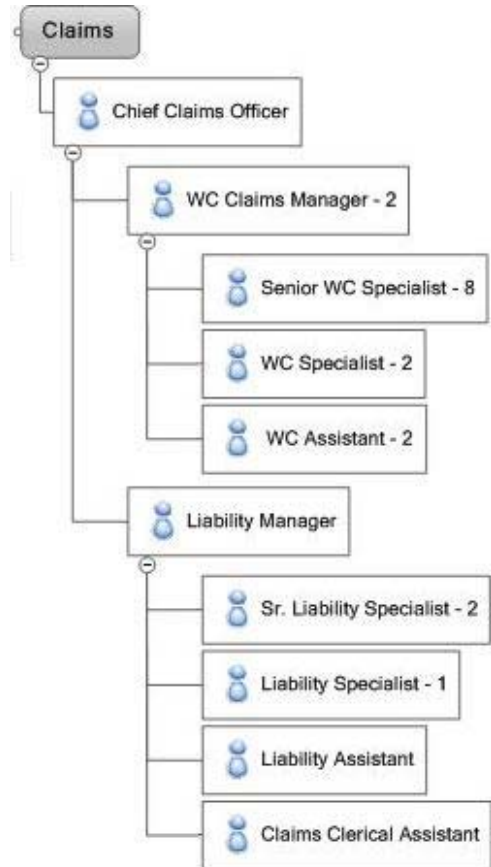 Claims
Chief Claims Officer
WC Claims Manager - 2
Senior WC Specialist - 8
WC Specialist - 2
WC Assistant - 2
Liability Manager
Sr. Liability Specialist - 2
Liability Specialist - 1
Liability Assistant
Claims Clerical Assistant